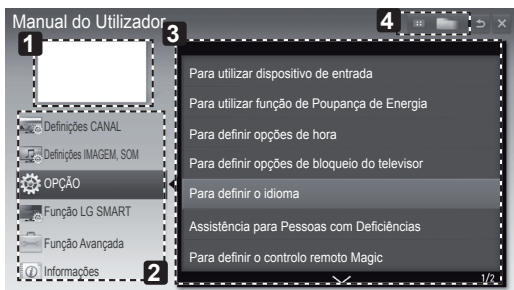 Manual do Utilizador
4
1
3
Definições CANAL
Definições IMAGEM, SOM
OPÇÃO
Função LG SMART
Função Avançada
Informações
2
Para utilizar dispositivo de entrada
Para utilizar função de Poupança de Energia
Para definir opções de hora
Para definir opções de bloqueio do televisor
Para definir o idioma
Assistência para Pessoas com Deficiências
Para definir o controlo remoto Magic
1/2